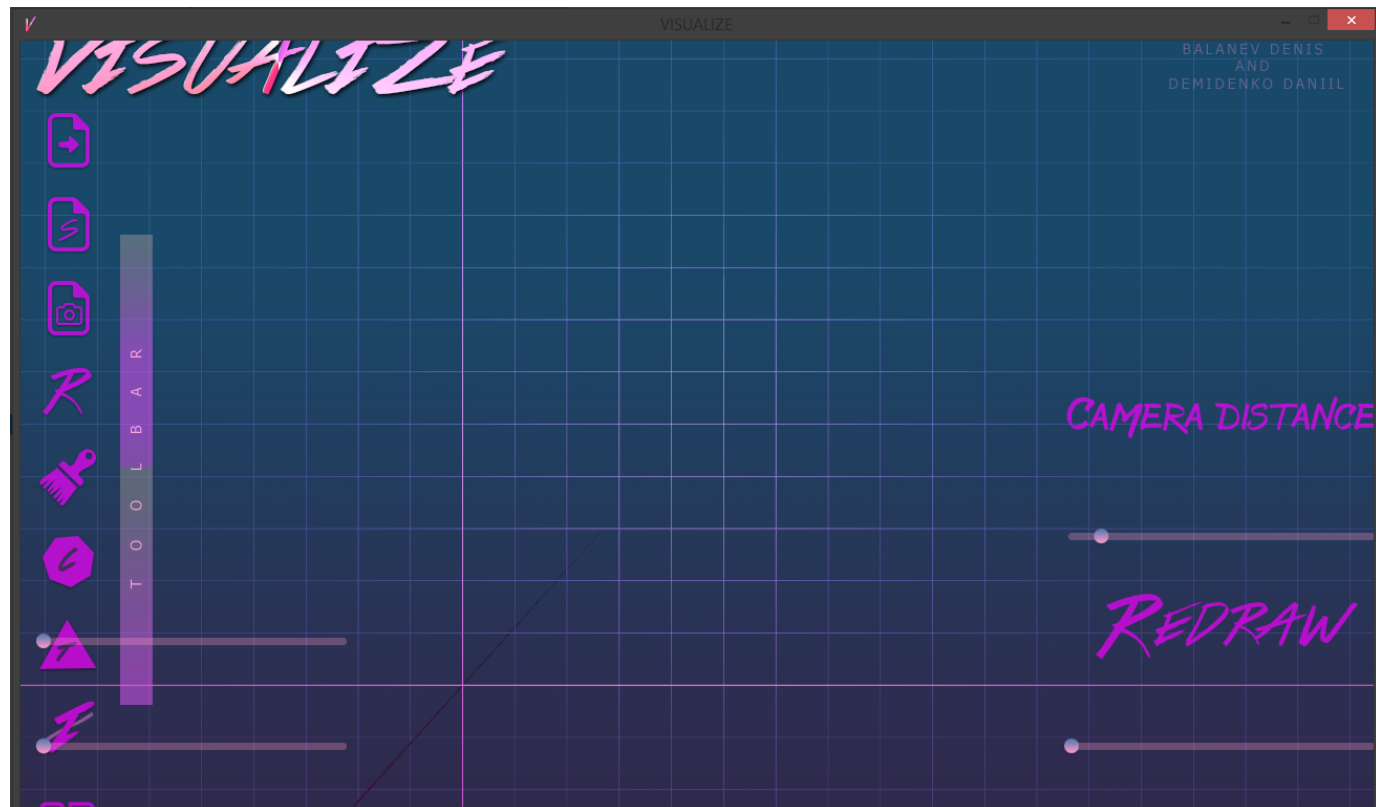 V
VISUALIZE
VISUALIZE
BALANEV DENIS
AND
DEMIDENKO DANIIL
S
R
TOOLBAR
CAMERA DISTANCE
C
REDRAW
T
I